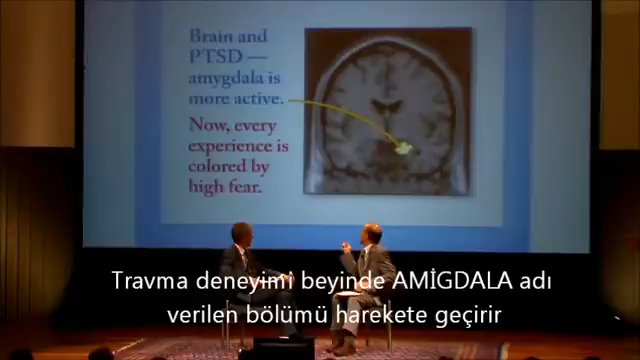 Brain and
PTSD —
amygdala is
more active.
Now, every
experience is
colored by
high fear.
Travma deneyimi beyinde AMİGDALA adı
verilen bölümü harekete geçirir